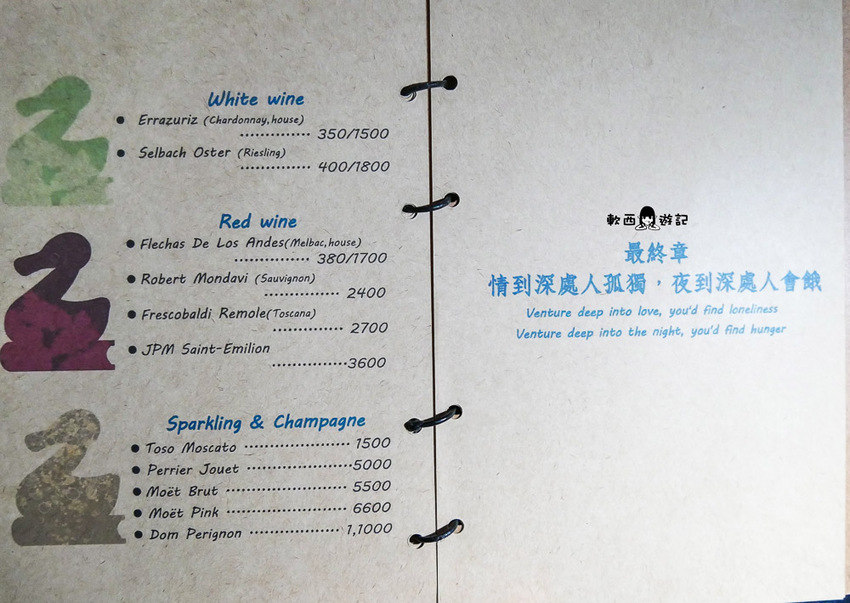 White wine
Errazuriz (Chardonnay,house)
350/1500
Selbach Oster (Riesling)
400/1800
Red wine
Flechas De Los Andes(Melbac,house)
380/1700
Robert Mondavi (Sauvignon)
2400
Frescobaldi Remole(Toscana)
2700
JPM Saint-Emilion
3600
Sparkling & Champagne
Toso Moscato 1500
Perrier Jouet 5000
Moët Brut 5500
Moët Pink 6600
Dom Perignon 1,1000
軟西遊記
最終章
情到深處人孤獨，夜到深處人會餓
Venture deep into love, you'd find loneliness
Venture deep into the night, you'd find hunger